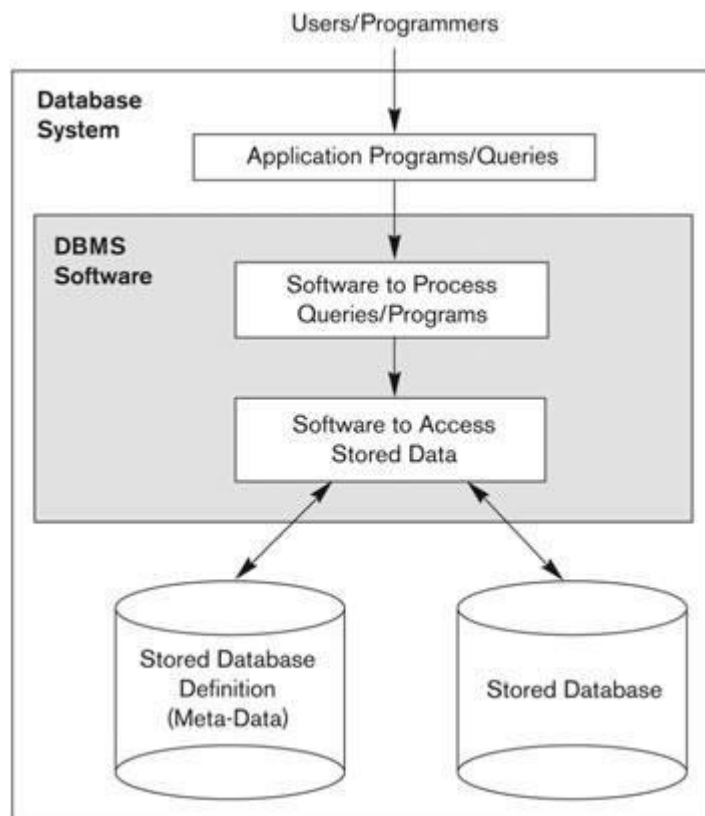 Users/Programmers
Database
System
Application Programs/Queries
DBMS
Software
Software to Process
Queries/Programs
Software to Access
Stored Data
Stored Database
Definition
(Meta-Data)
Stored Database